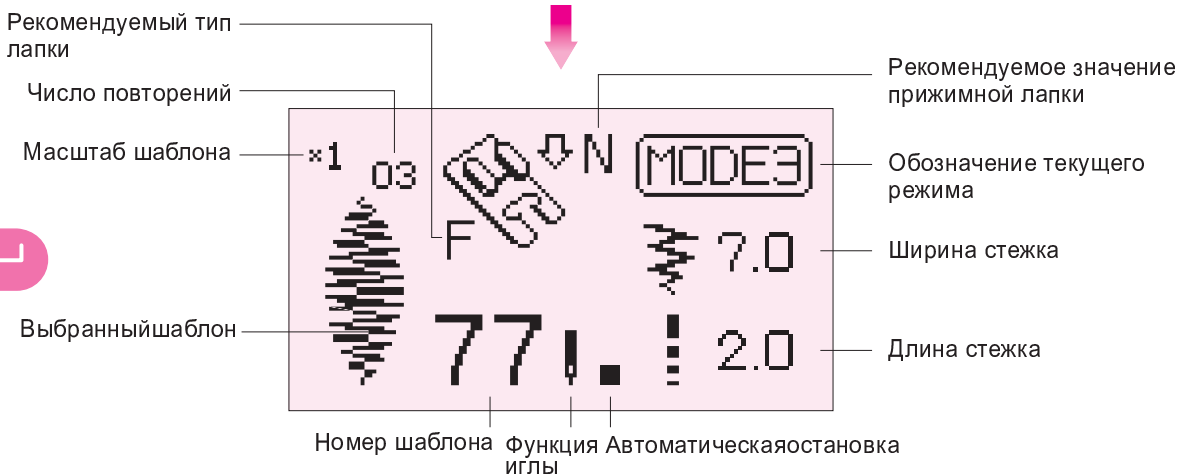 Рекомендуемый тип
лапки
Число повторений
Масштаб шаблона
Выбранныйшаблон
×1
03
N
MODE3
F
7.0
77
2.0
Рекомендуемое значение
прижимной лапки
Обозначение текущего
режима
Ширина стежка
Длина стежка
Номер шаблона
Функция
иглы
Автоматическаяостановка